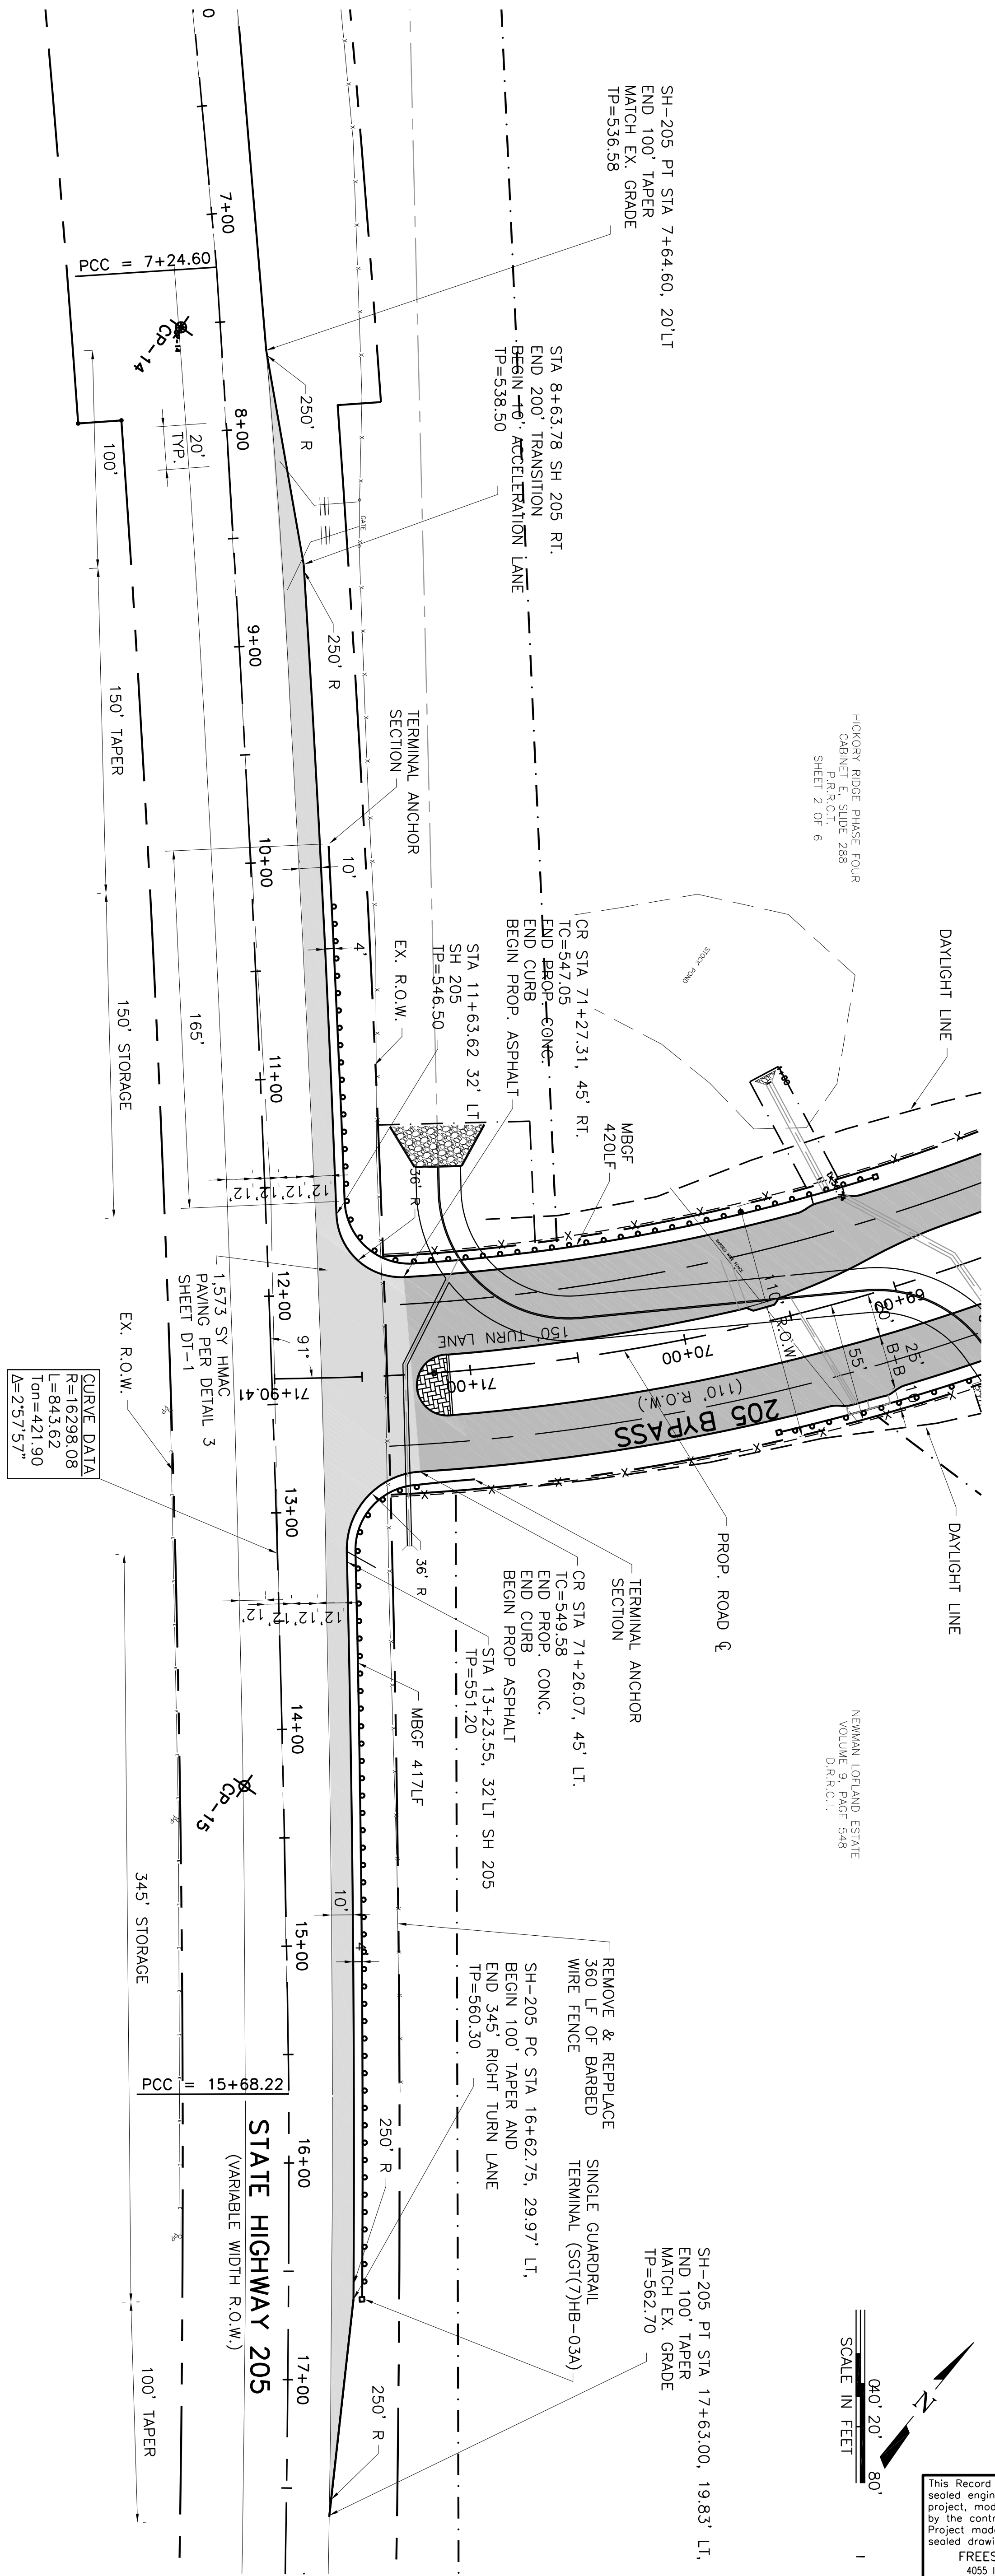 SH-205 PT STA 7+64.60, 20'LT
END 100' TAPER
MATCH EX. GRADE
TP=536.58
STA 8+63.78 SH 205 RT.
END 200' TRANSITION
BEGIN 10' ACCELERATION LANE
TP=538.50
HICKORY RIDGE PHASE FOUR
CABINET E, SLIDE 288
P.R.R.C.T.
SHEET 2 OF 6
DAYLIGHT LINE
STOCK POND
CR STA 71+27.31, 45' RT.
TC=547.05
END PROP. CONC.
END CURB
BEGIN PROP. ASPHALT
MBGF
420LF
STA 11+63.62 32' LT
SH 205
TP=546.50
EX. R.O.W.
TERMINAL ANCHOR
SECTION
GATE
250' R
250' R
0
7+00
8+00
9+00
10+00
11+00
12+00
13+00
14+00
15+00
16+00
17+00
PCC = 7+24.60
CP-14
20'
TYP.
100'
150' TAPER
150' STORAGE
165'
10'
4'
12'12'12'12'12'
36' R
150' TURN LANE
110' R.O.W.
70+00
71+00
69+00
55'
25'
B-B
205 BYPASS
(110' R.O.W.)
91°
71+90.41
1,573 SY HMAC
PAVING PER DETAIL 3
SHEET DT-1
EX. R.O.W.
CURVE DATA
R=16298.08
L=843.62
Tan=421.90
Δ=2°57'57"
DAYLIGHT LINE
PROP. ROAD ℄
TERMINAL ANCHOR
SECTION
CR STA 71+26.07, 45' LT.
TC=549.58
END PROP. CONC.
END CURB
BEGIN PROP ASPHALT
36' R
STA 13+23.55, 32'LT SH 205
TP=551.20
MBGF 417LF
12'12'12'12'12'
CP-15
10'
4'
345' STORAGE
NEWMAN LOFLAND ESTATE
VOLUME 9, PAGE 548
D.R.R.C.T.
REMOVE & REPPLACE
360 LF OF BARBED
WIRE FENCE
SH-205 PC STA 16+62.75, 29.97' LT,
BEGIN 100' TAPER AND
END 345' RIGHT TURN LANE
TP=560.30
SINGLE GUARDRAIL
TERMINAL (SGT(7)HB-03A)
SH-205 PT STA 17+63.00, 19.83' LT,
END 100' TAPER
MATCH EX. GRADE
TP=562.70
250' R
250' R
PCC = 15+68.22
STATE HIGHWAY 205
(VARIABLE WIDTH R.O.W.)
100' TAPER
N
40' 20' 0 80'
SCALE IN FEET
This Record
sealed engin
project, mod
by the contr
Project made
sealed drawi
FREES
4055 I